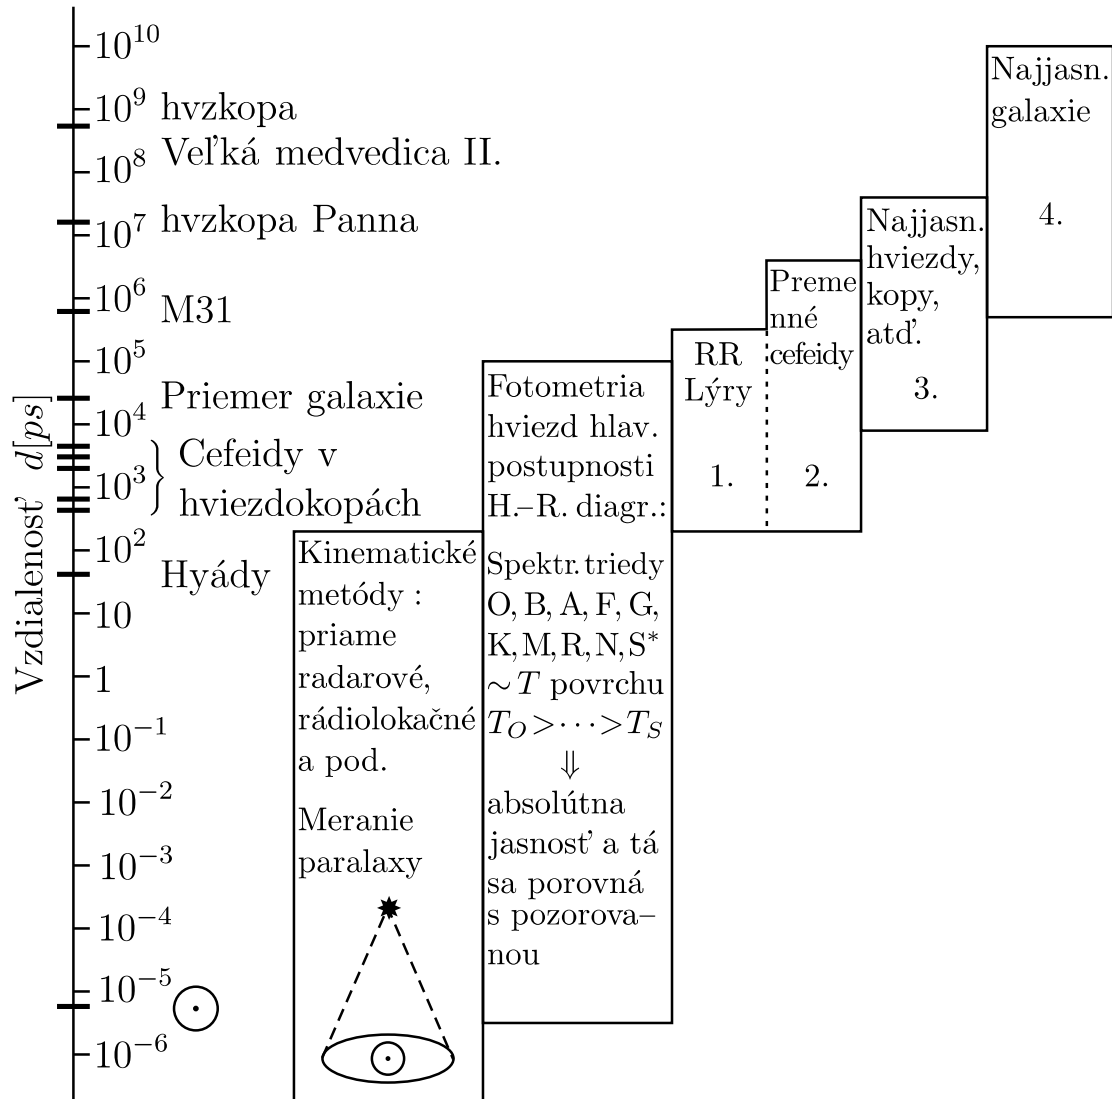 Vzdialenosť d[ps]
10^10
10^9
10^8
10^7
10^6
10^5
10^4
10^3
10^2
10
1
10^−1
10^−2
10^−3
10^−4
10^−5
10^−6
hvzkopa
Veľká medvedica II.
hvzkopa Panna
M31
Priemer galaxie
Cefeidy v
hviezdokopách
Hyády
Kinematické
metódy :
priame
radarové,
rádiolokačné
a pod.
Meranie
paralaxy
Fotometria
hviezd hlav.
postupnosti
H.–R. diagr.:
Spektr. triedy
O, B, A, F, G,
K, M, R, N, S*
∼ T povrchu
T_O > ··· > T_S
⇓
absolútna
jasnosť a tá
sa porovná
s pozorova–
nou
RR
Lýry
1.
Preme
nné
cefeidy
2.
Najjasn.
hviezdy,
kopy,
atď.
3.
Najjasn.
galaxie
4.